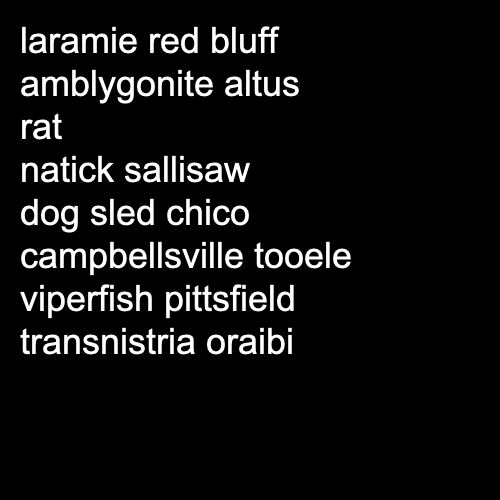 laramie red bluff
amblygonite altus
rat
natick sallisaw
dog sled chico
campbellsville tooele
viperfish pittsfield
transnistria oraibi